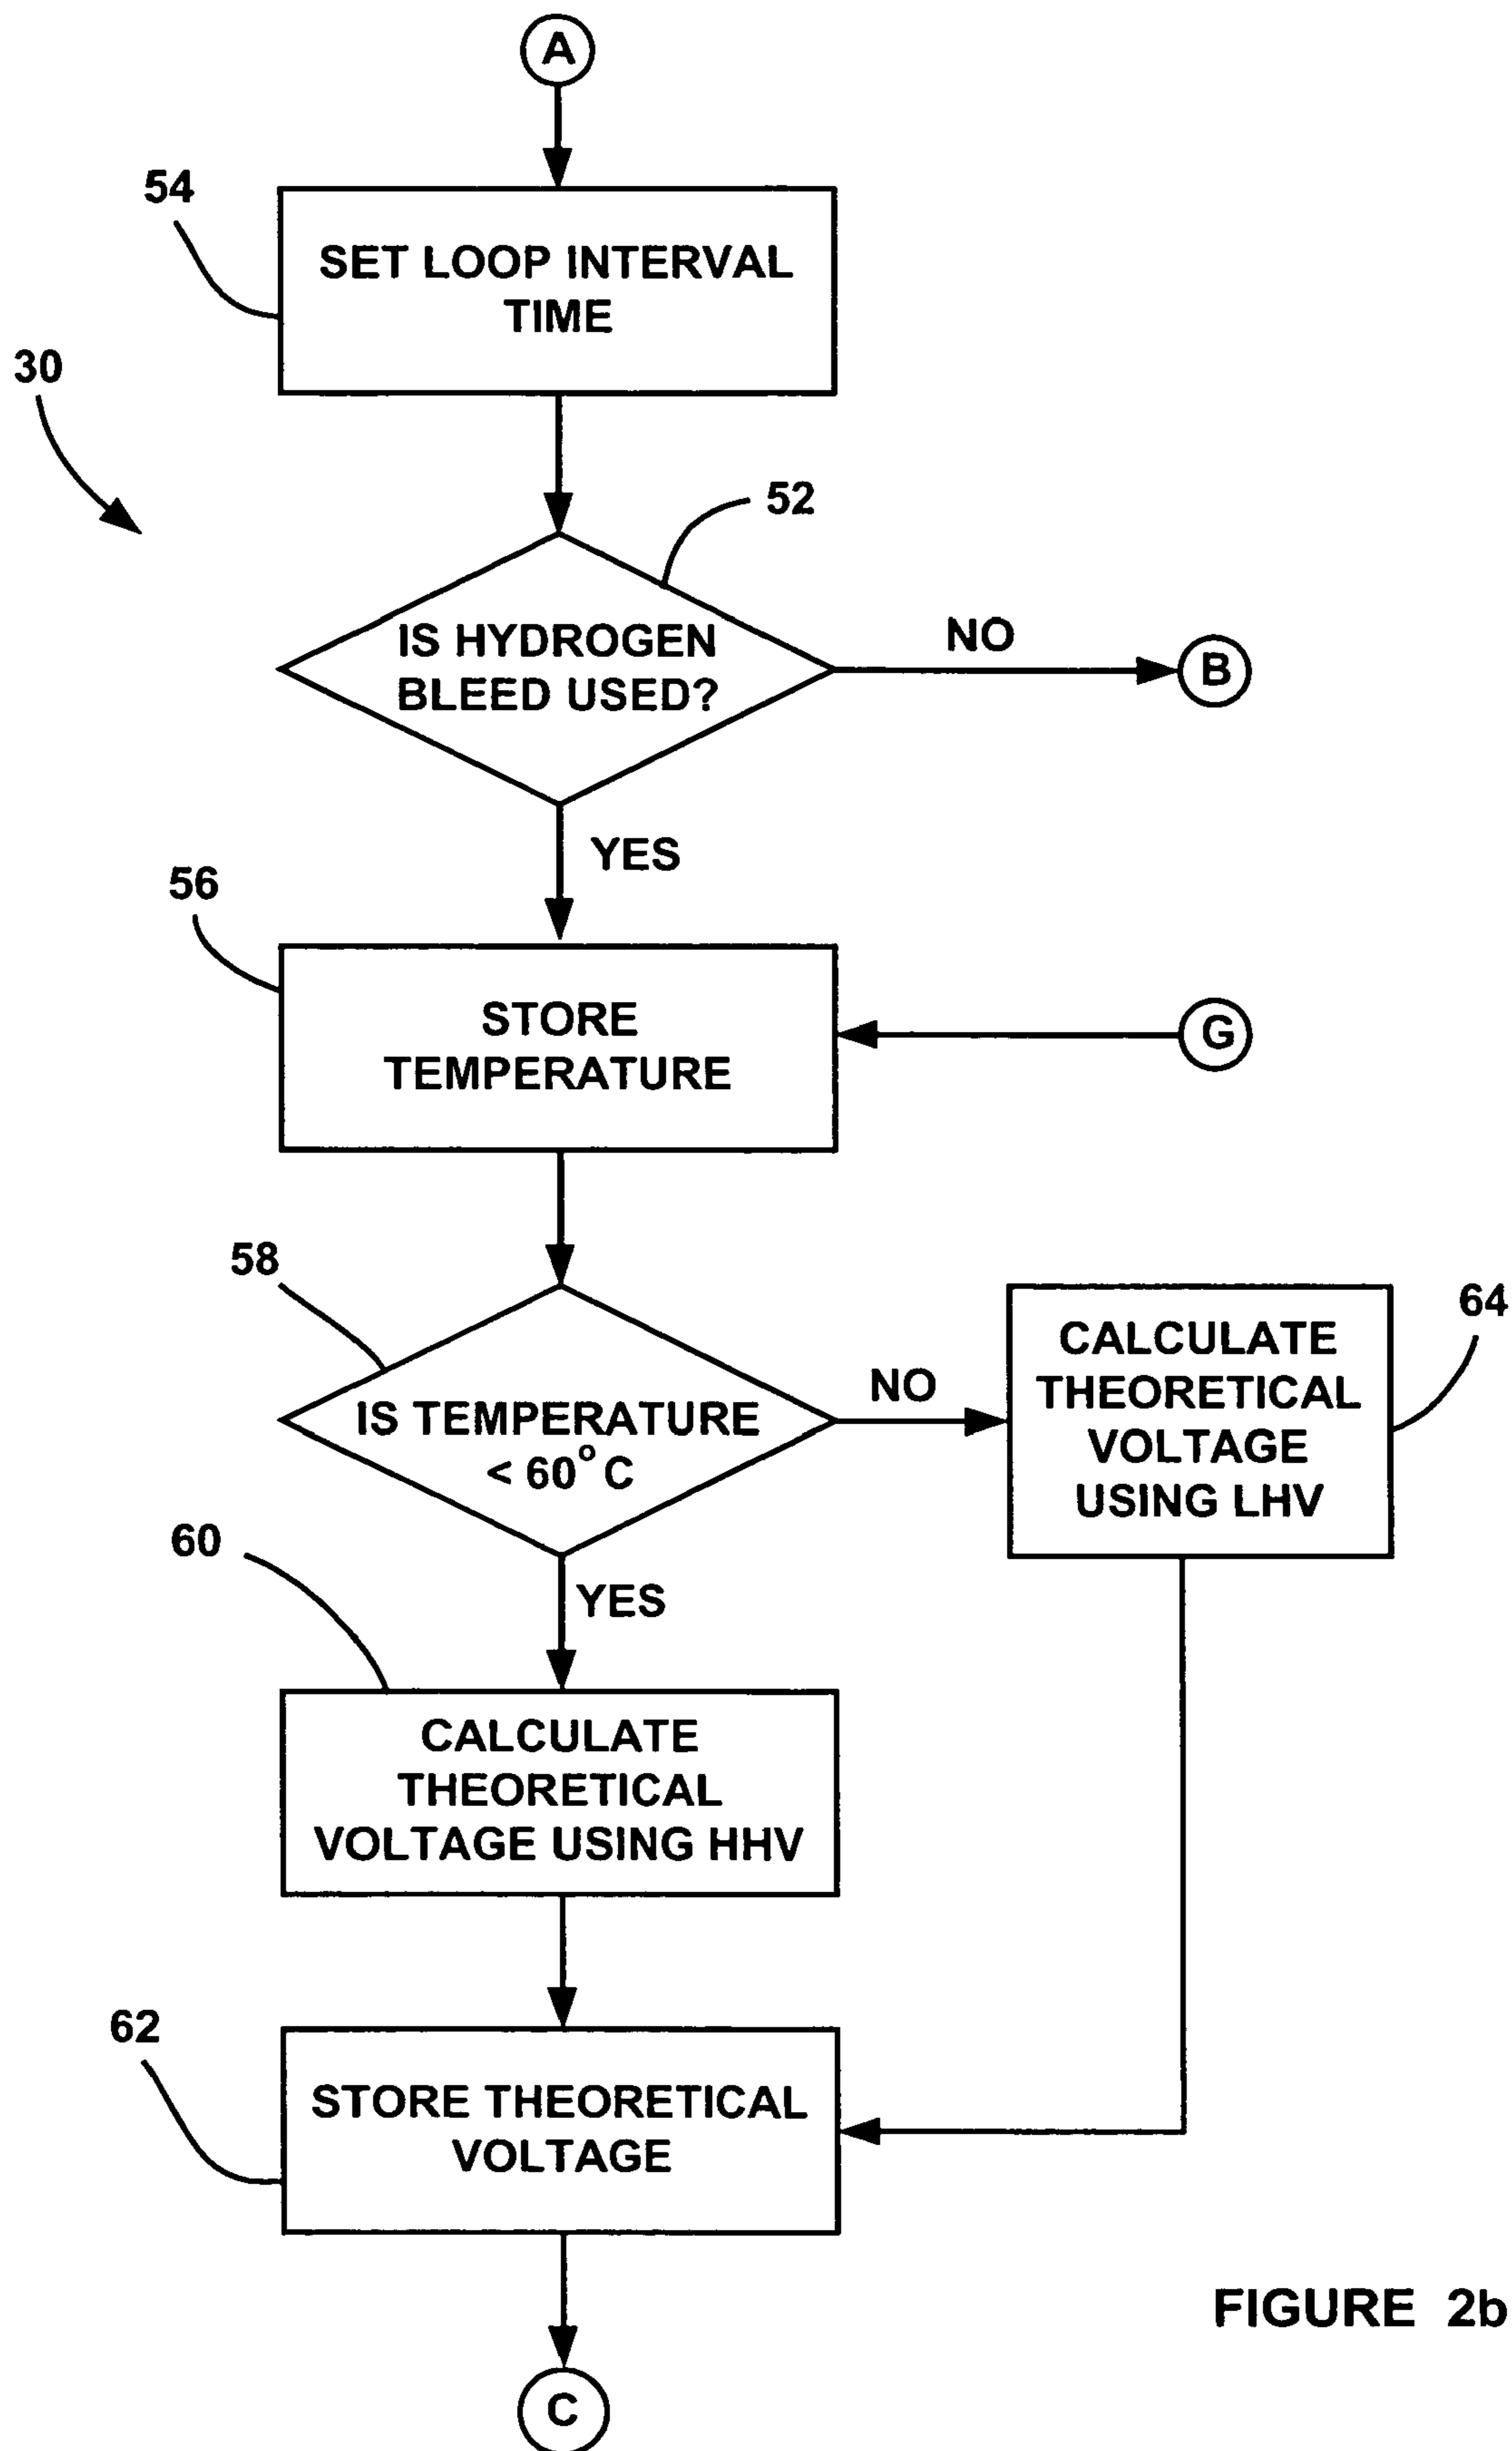 A
54
SET LOOP INTERVAL
TIME
30
52
IS HYDROGEN
BLEED USED?
NO
B
YES
56
STORE
TEMPERATURE
G
58
IS TEMPERATURE
< 60° C
NO
64
CALCULATE
THEORETICAL
VOLTAGE
USING LHV
60
YES
CALCULATE
THEORETICAL
VOLTAGE USING HHV
62
STORE THEORETICAL
VOLTAGE
FIGURE 2b
C